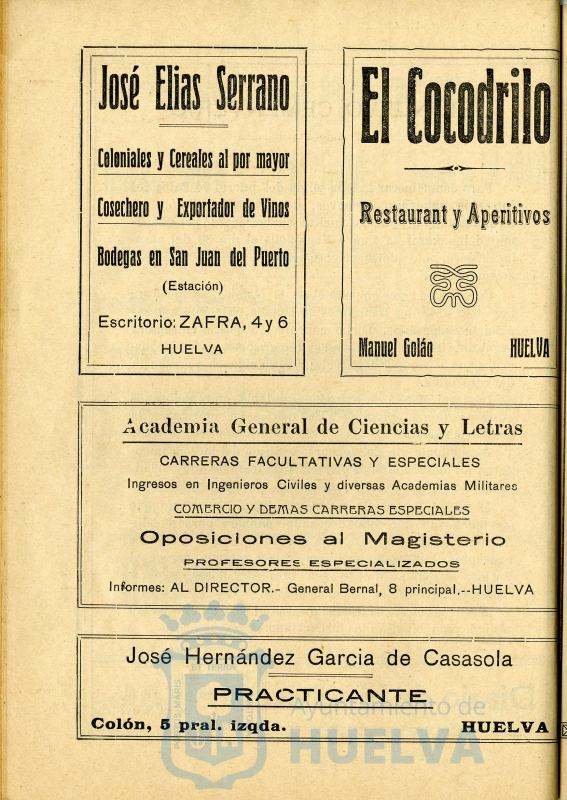 José Elias Serrano
Coloniales y Cereales al por mayor
Cosechero y Exportador de Vinos
Bodegas en San Juan del Puerto
(Estación)
Escritorio: ZAFRA, 4 y 6
HUELVA
El Cocodrilo
Restaurant y Aperitivos
Manuel Golán HUELVA
Academia General de Ciencias y Letras
CARRERAS FACULTATIVAS Y ESPECIALES
Ingresos en Ingenieros Civiles y diversas Academias Militares
COMERCIO Y DEMAS CARRERAS ESPECIALES
Oposiciones al Magisterio
PROFESORES ESPECIALIZADOS
Informes: AL DIRECTOR.- General Bernal, 8 principal.--HUELVA
José Hernández Garcia de Casasola
PRACTICANTE
Colón, 5 pral. izqda. HUELVA
Ayuntamiento de
HUELVA